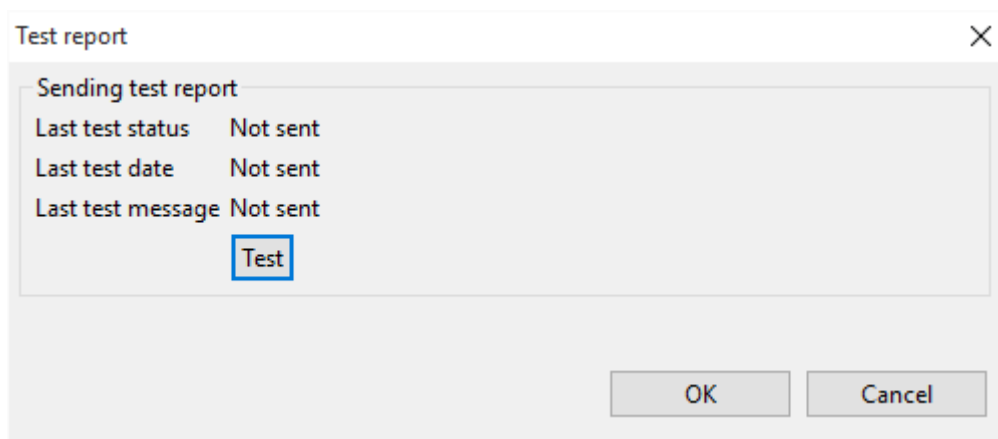 Test report
Sending test report
Last test status Not sent
Last test date Not sent
Last test message Not sent
Test
OK Cancel